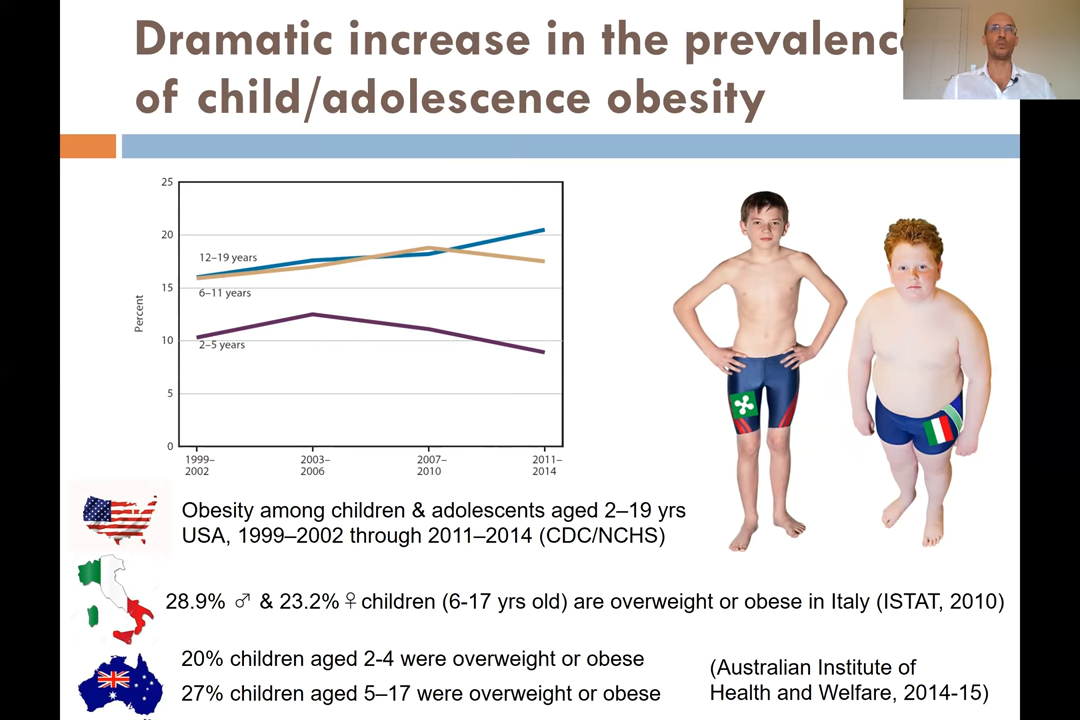 Dramatic increase in the prevalenc
of child/adolescence obesity
25
20
12–19 years
15
6–11 years
Percent
10
2–5 years
5
0
1999–
2002
2003–
2006
2007–
2010
2011–
2014
Obesity among children & adolescents aged 2–19 yrs
USA, 1999–2002 through 2011–2014 (CDC/NCHS)
28.9% ♂ & 23.2% ♀ children (6-17 yrs old) are overweight or obese in Italy (ISTAT, 2010)
20% children aged 2-4 were overweight or obese
27% children aged 5–17 were overweight or obese
(Australian Institute of
Health and Welfare, 2014-15)